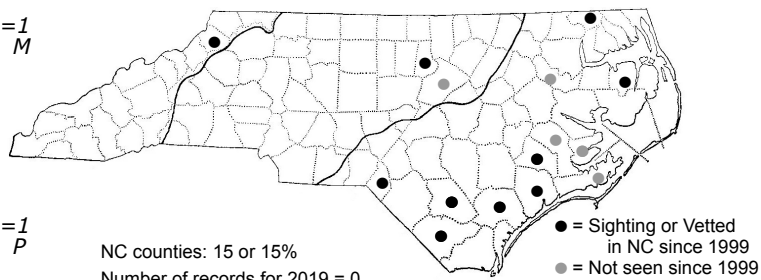 =1
M
=1
P
NC counties: 15 or 15%
Number of records for 2019 = 0
● = Sighting or Vetted
in NC since 1999
● = Not seen since 1999